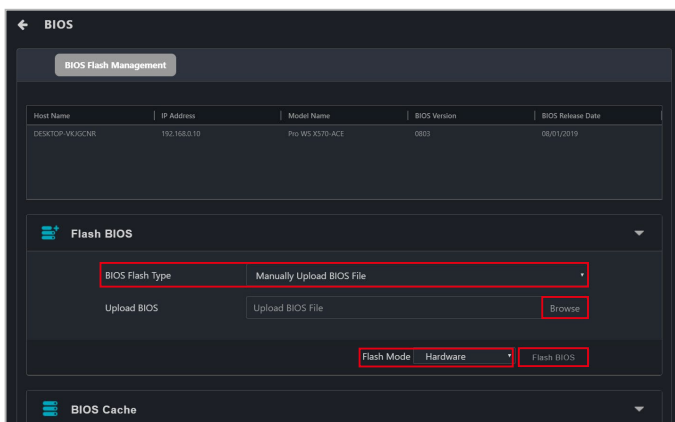 BIOS
BIOS Flash Management
Host Name IP Address Model Name BIOS Version BIOS Release Date
DESKTOP-VKJGCNR 192.168.0.10 Pro WS X570-ACE 0803 08/01/2019
Flash BIOS
BIOS Flash Type Manually Upload BIOS File
Upload BIOS Upload BIOS File Browse
Flash Mode Hardware Flash BIOS
BIOS Cache